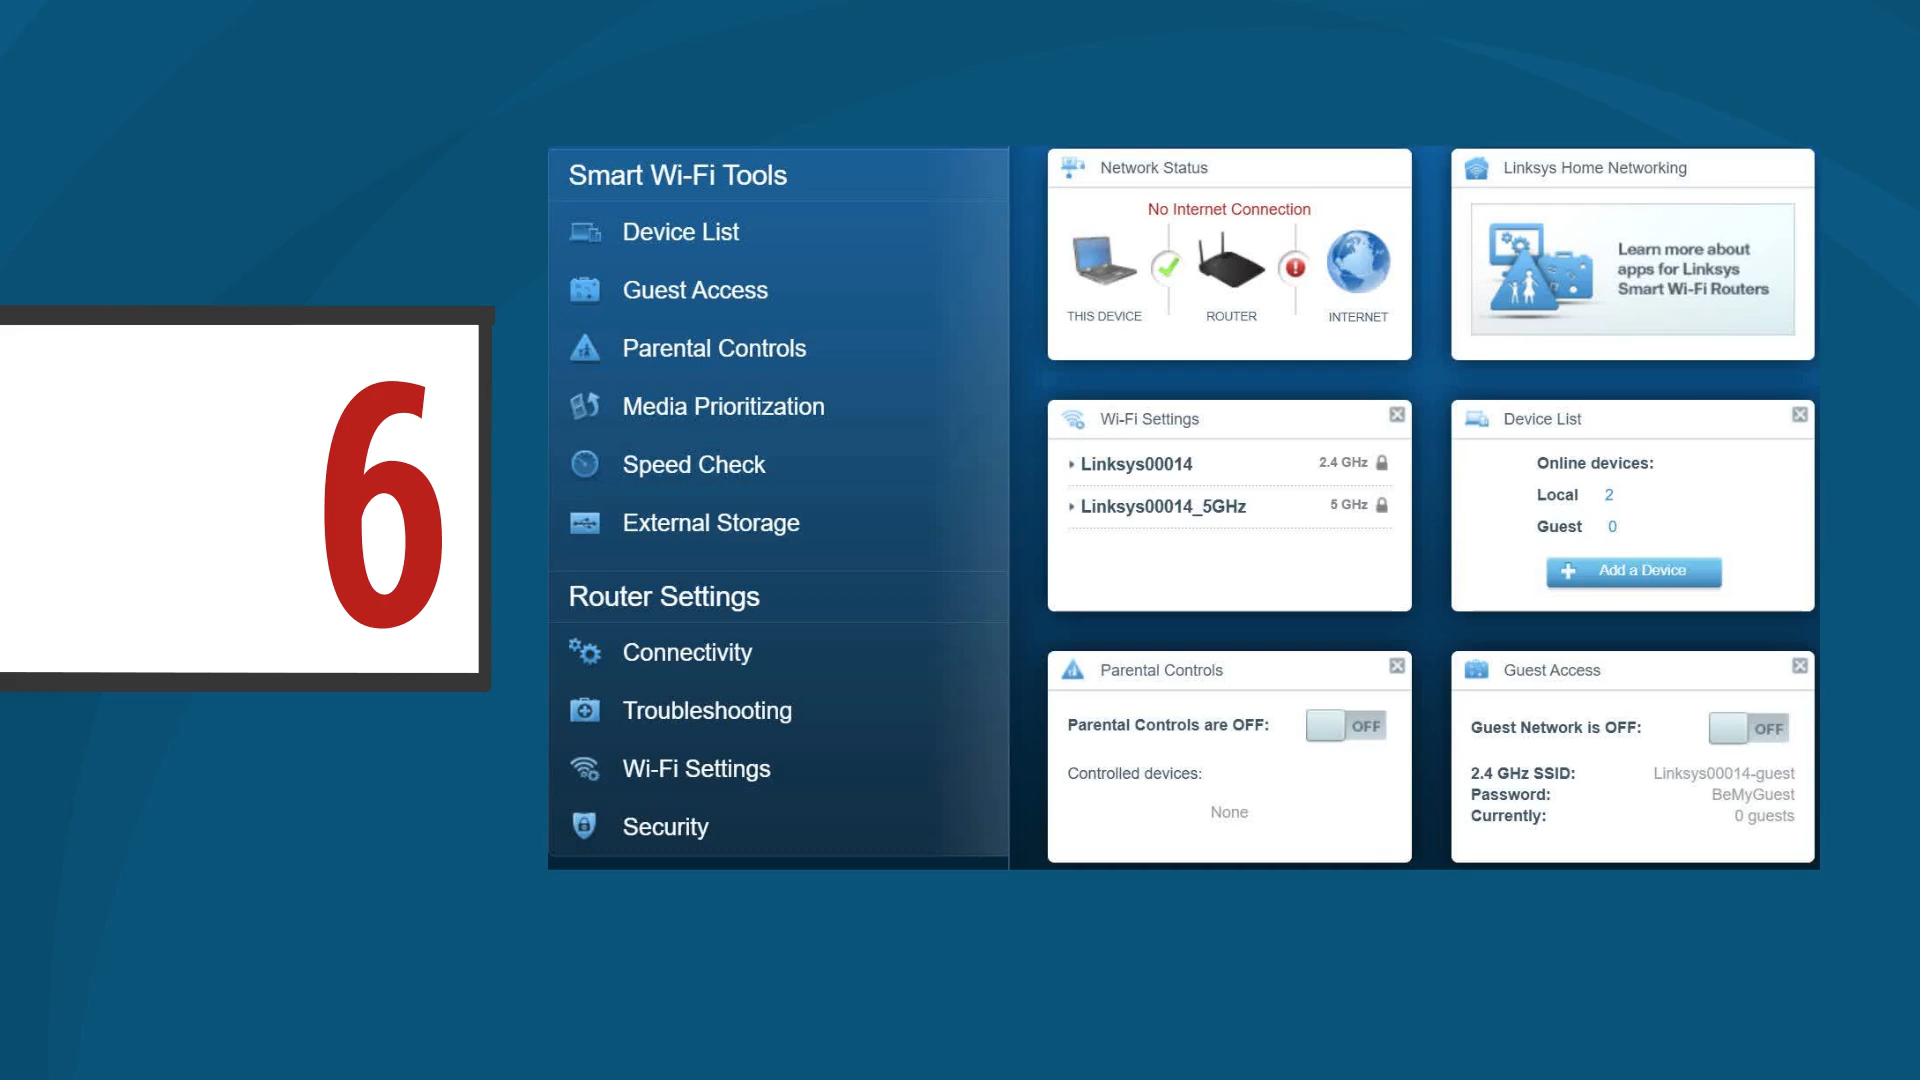 6
Smart Wi-Fi Tools
Device List
Guest Access
Parental Controls
Media Prioritization
Speed Check
External Storage
Router Settings
Connectivity
Troubleshooting
Wi-Fi Settings
Security
Network Status
No Internet Connection
THIS DEVICE ROUTER INTERNET
Linksys Home Networking
Learn more about
apps for Linksys
Smart Wi-Fi Routers
Wi-Fi Settings
Linksys00014 2.4 GHz
Linksys00014_5GHz 5 GHz
Device List
Online devices:
Local 2
Guest 0
Add a Device
Parental Controls
Parental Controls are OFF: OFF
Controlled devices:
None
Guest Access
Guest Network is OFF: OFF
2.4 GHz SSID: Linksys00014-guest
Password: BeMyGuest
Currently: 0 guests